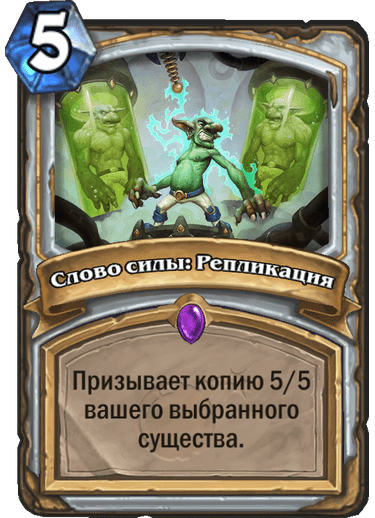 5
Слово силы: Репликация
Призывает копию 5/5
вашего выбранного
существа.